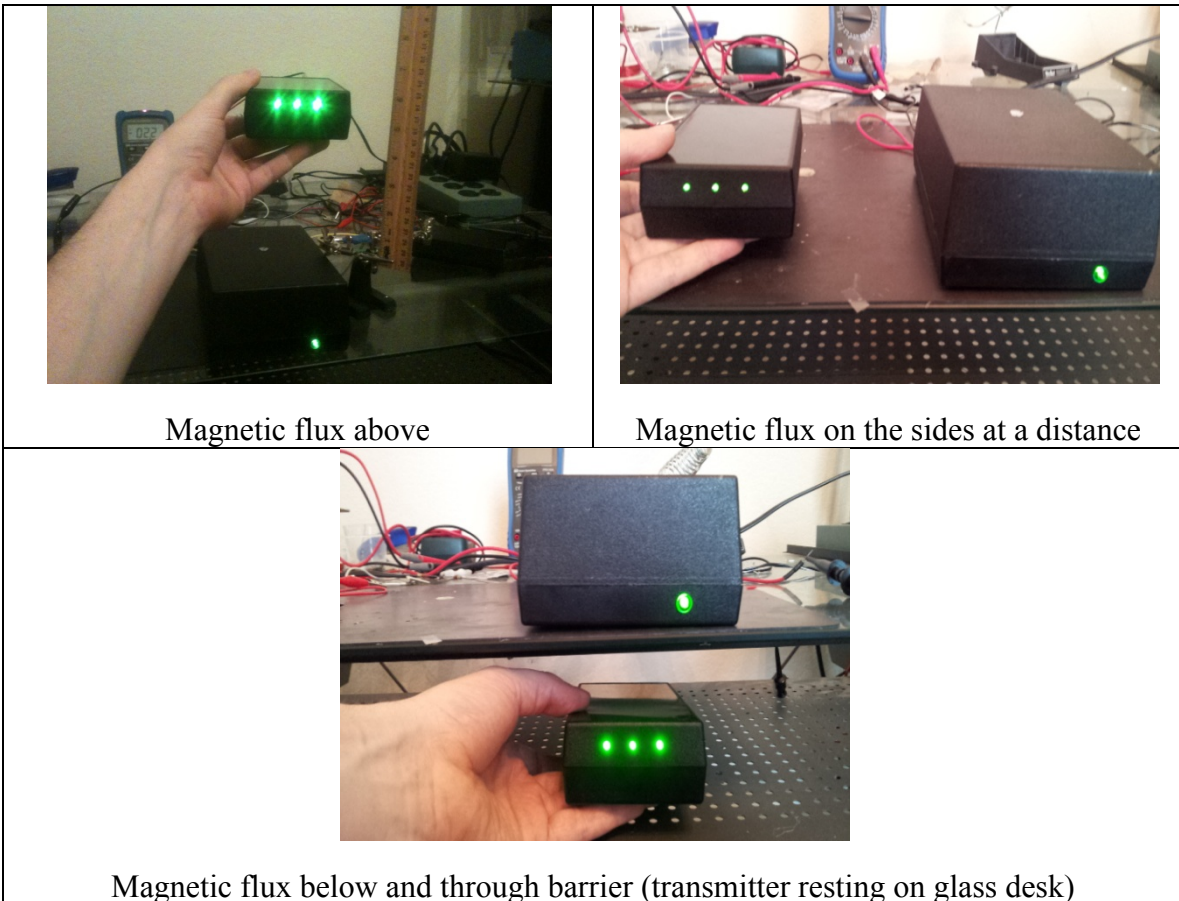 Magnetic flux above
Magnetic flux on the sides at a distance
Magnetic flux below and through barrier (transmitter resting on glass desk)